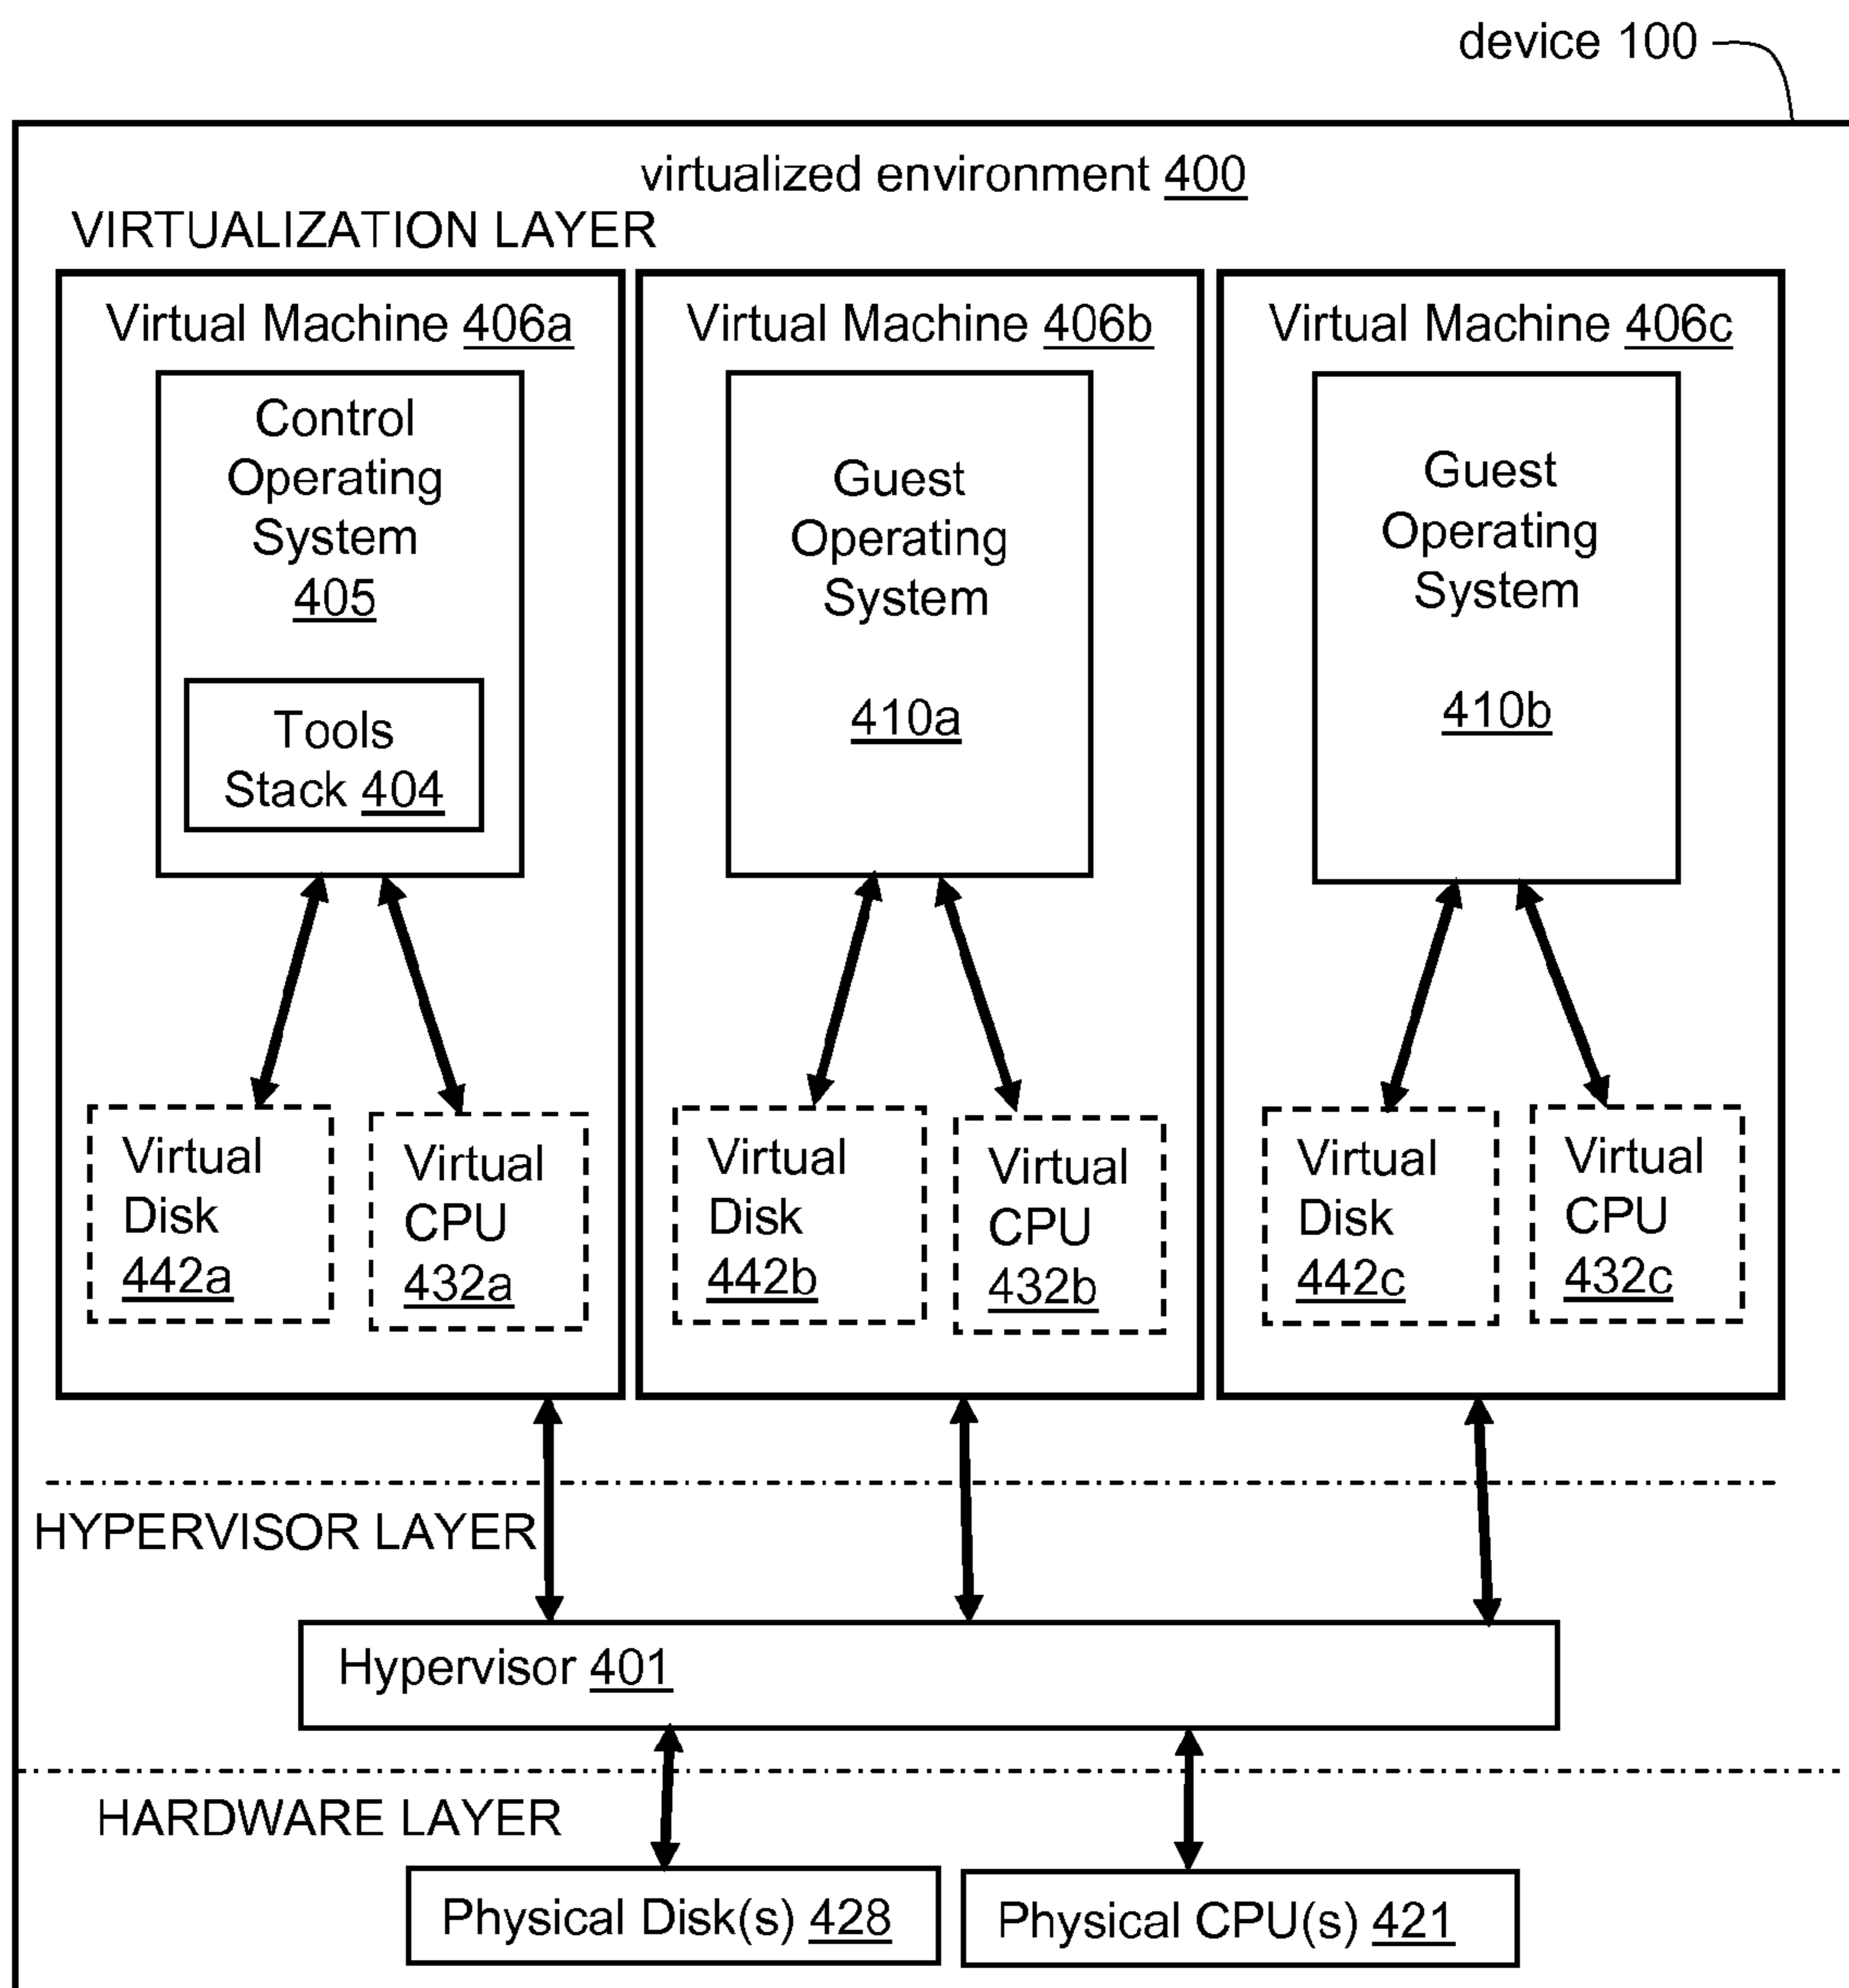 device 100
virtualized environment 400
VIRTUALIZATION LAYER
Virtual Machine 406a
Control
Operating
System
405
Tools
Stack 404
Virtual
Disk
442a
Virtual
CPU
432a
Virtual Machine 406b
Guest
Operating
System
410a
Virtual
Disk
442b
Virtual
CPU
432b
Virtual Machine 406c
Guest
Operating
System
410b
Virtual
Disk
442c
Virtual
CPU
432c
HYPERVISOR LAYER
Hypervisor 401
HARDWARE LAYER
Physical Disk(s) 428
Physical CPU(s) 421